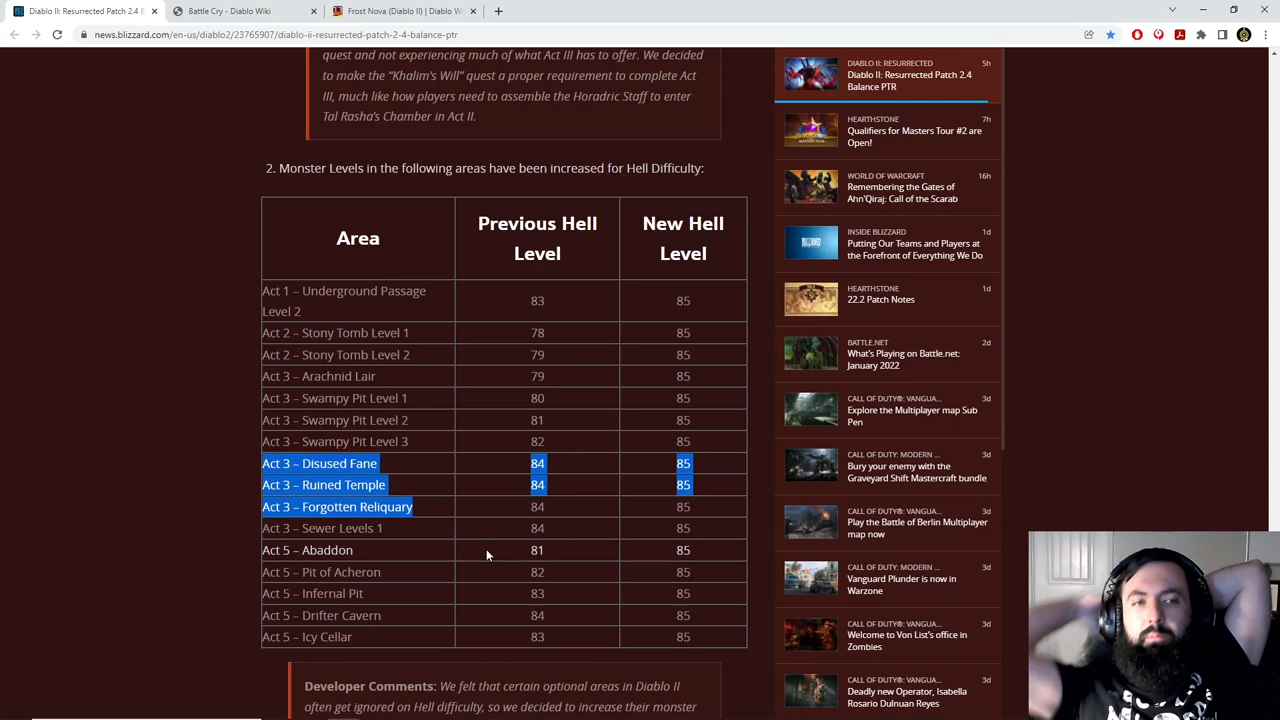 Diablo II: Resurrected Patch 2.4 B
Battle Cry - Diablo Wiki
Frost Nova (Diablo II) | Diablo Wi
news.blizzard.com/en-us/diablo2/23765907/diablo-ii-resurrected-patch-2-4-balance-ptr
quest and not experiencing much of what Act III has to offer. We decided
to make the “Khalim's Will” quest a proper requirement to complete Act
III, much like how players need to assemble the Horadric Staff to enter
Tal Rasha’s Chamber in Act II.
2. Monster Levels in the following areas have been increased for Hell Difficulty:
Area
Previous Hell
Level
New Hell
Level
Act 1 – Underground Passage
Level 2
83
85
Act 2 – Stony Tomb Level 1
78
85
Act 2 – Stony Tomb Level 2
79
85
Act 3 – Arachnid Lair
79
85
Act 3 – Swampy Pit Level 1
80
85
Act 3 – Swampy Pit Level 2
81
85
Act 3 – Swampy Pit Level 3
82
85
Act 3 – Disused Fane
84
85
Act 3 – Ruined Temple
84
85
Act 3 – Forgotten Reliquary
84
85
Act 3 – Sewer Levels 1
84
85
Act 5 – Abaddon
81
85
Act 5 – Pit of Acheron
82
85
Act 5 – Infernal Pit
83
85
Act 5 – Drifter Cavern
84
85
Act 5 – Icy Cellar
83
85
Developer Comments: We felt that certain optional areas in Diablo II
often get ignored on Hell difficulty, so we decided to increase their monster
DIABLO II: RESURRECTED
5h
Diablo II: Resurrected Patch 2.4
Balance PTR
HEARTHSTONE
7h
Qualifiers for Masters Tour #2 are
Open!
WORLD OF WARCRAFT
16h
Remembering the Gates of
Ahn'Qiraj: Call of the Scarab
INSIDE BLIZZARD
1d
Putting Our Teams and Players at
the Forefront of Everything We Do
HEARTHSTONE
1d
22.2 Patch Notes
BATTLE.NET
2d
What’s Playing on Battle.net:
January 2022
CALL OF DUTY®: VANGUA...
3d
Explore the Multiplayer map Sub
Pen
CALL OF DUTY: MODERN ...
3d
Bury your enemy with the
Graveyard Shift Mastercraft bundle
CALL OF DUTY®: VANGUA...
3d
Play the Battle of Berlin Multiplayer
map now
CALL OF DUTY: MODERN ...
3d
Vanguard Plunder is now in
Warzone
CALL OF DUTY®: VANGUA...
3d
Welcome to Von List’s office in
Zombies
CALL OF DUTY®: VANGUA...
3d
Deadly new Operator, Isabella
Rosario Dulnuan Reyes